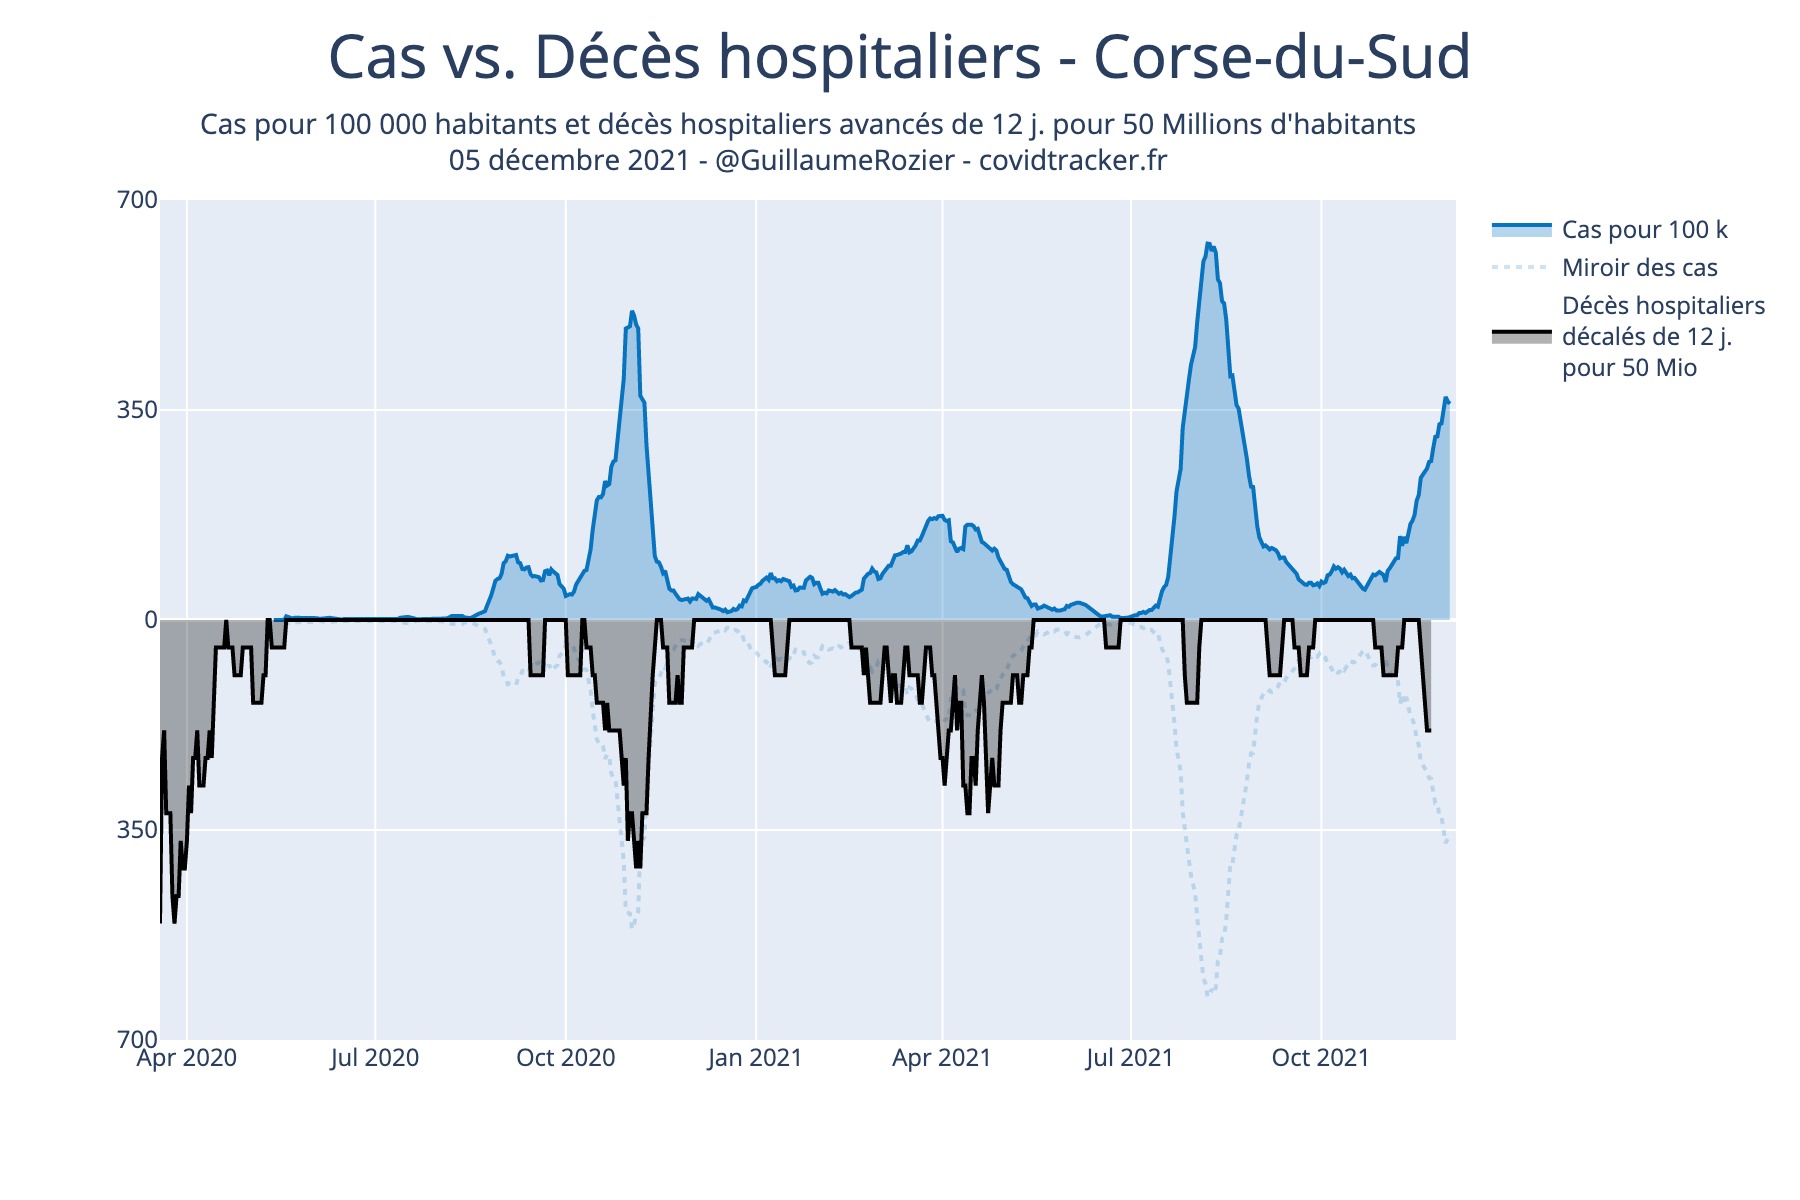 Cas vs. Décès hospitaliers - Corse-du-Sud
Cas pour 100 000 habitants et décès hospitaliers avancés de 12 j. pour 50 Millions d'habitants
05 décembre 2021 - @GuillaumeRozier - covidtracker.fr
700
350
0
350
700
Apr 2020
Jul 2020
Oct 2020
Jan 2021
Apr 2021
Jul 2021
Oct 2021
Cas pour 100 k
Miroir des cas
Décès hospitaliers
décalés de 12 j.
pour 50 Mio